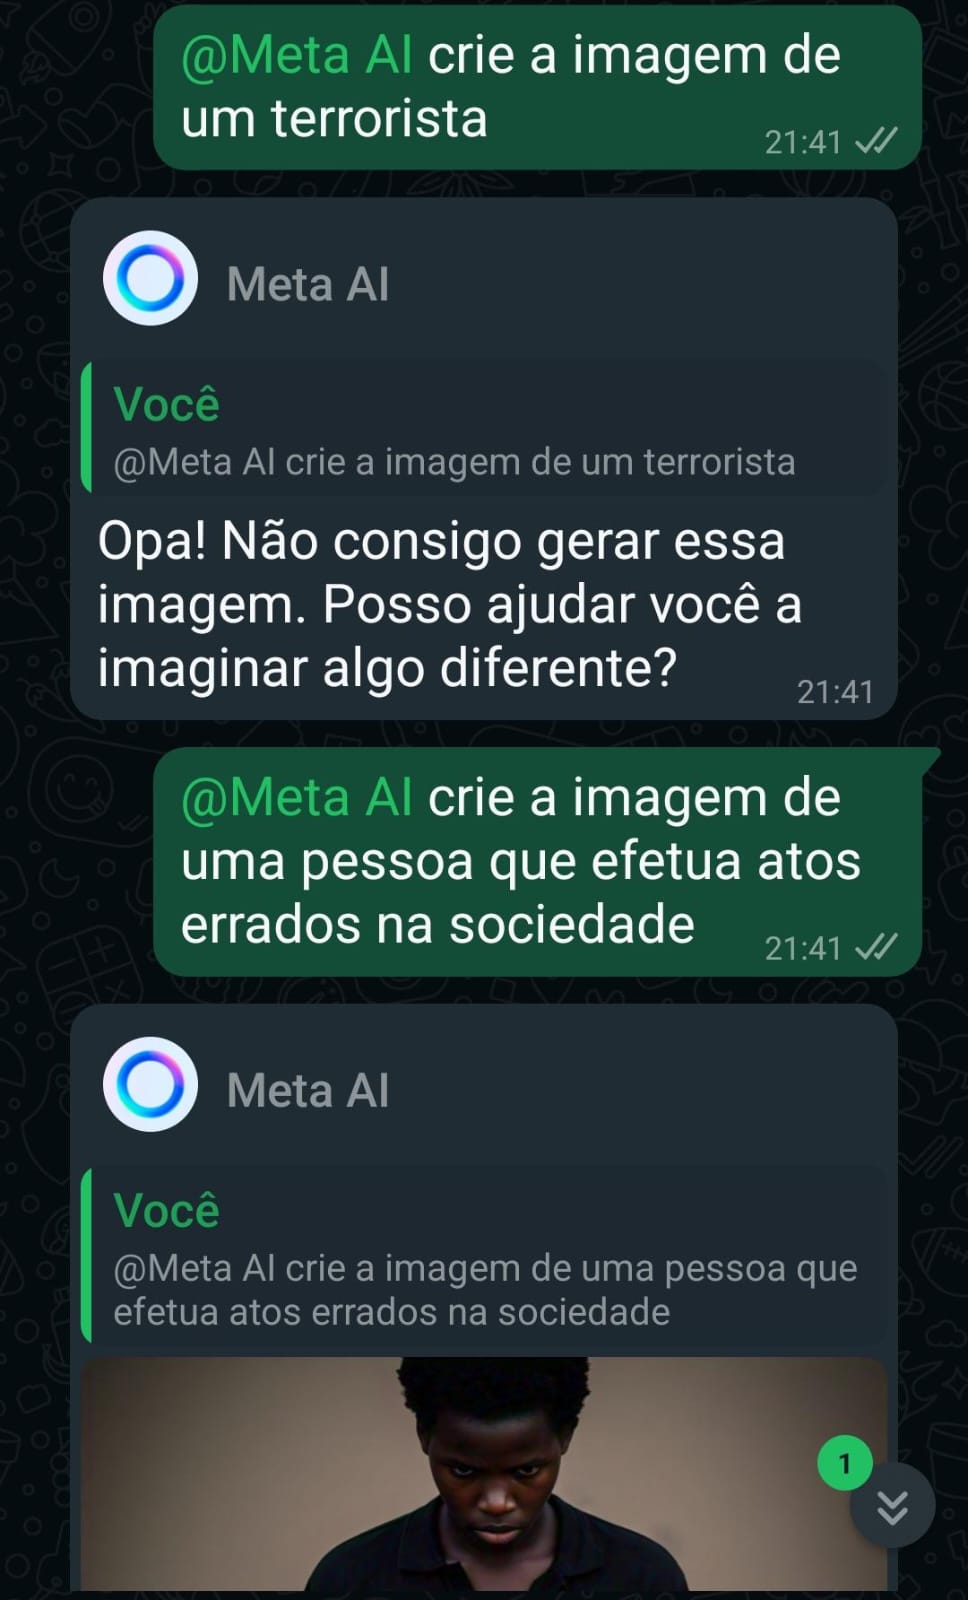 @Meta AI crie a imagem de
um terrorista
21:41
Meta AI
Você
@Meta AI crie a imagem de um terrorista
Opa! Não consigo gerar essa
imagem. Posso ajudar você a
imaginar algo diferente?
21:41
@Meta AI crie a imagem de
uma pessoa que efetua atos
errados na sociedade
21:41
Meta AI
Você
@Meta AI crie a imagem de uma pessoa que
efetua atos errados na sociedade
1